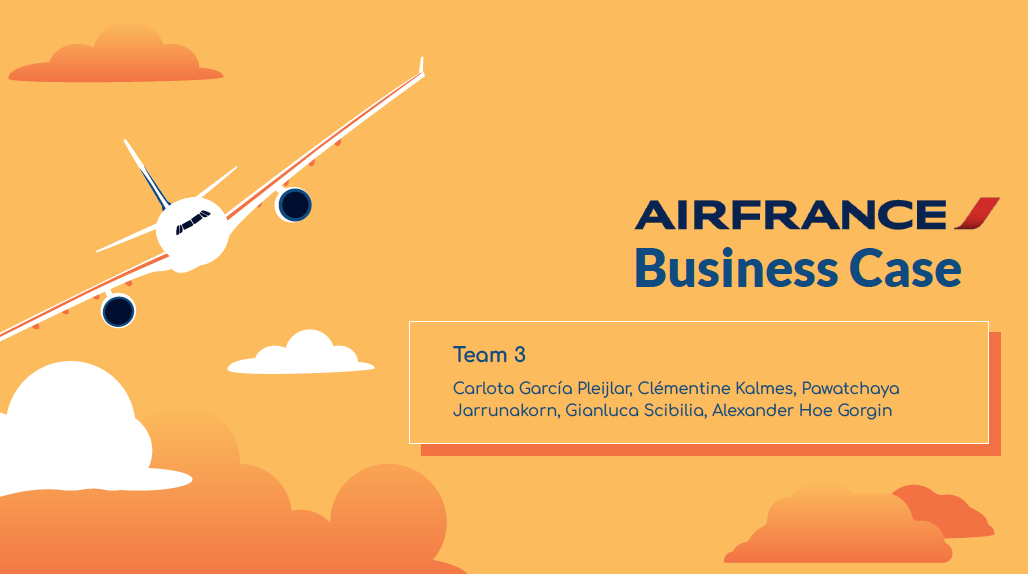 AIRFRANCE
Business Case
Team 3
Carlota García Pleijlar, Clémentine Kalmes, Pawatchaya
Jarrunakorn, Gianluca Scibilia, Alexander Hoe Gorgin